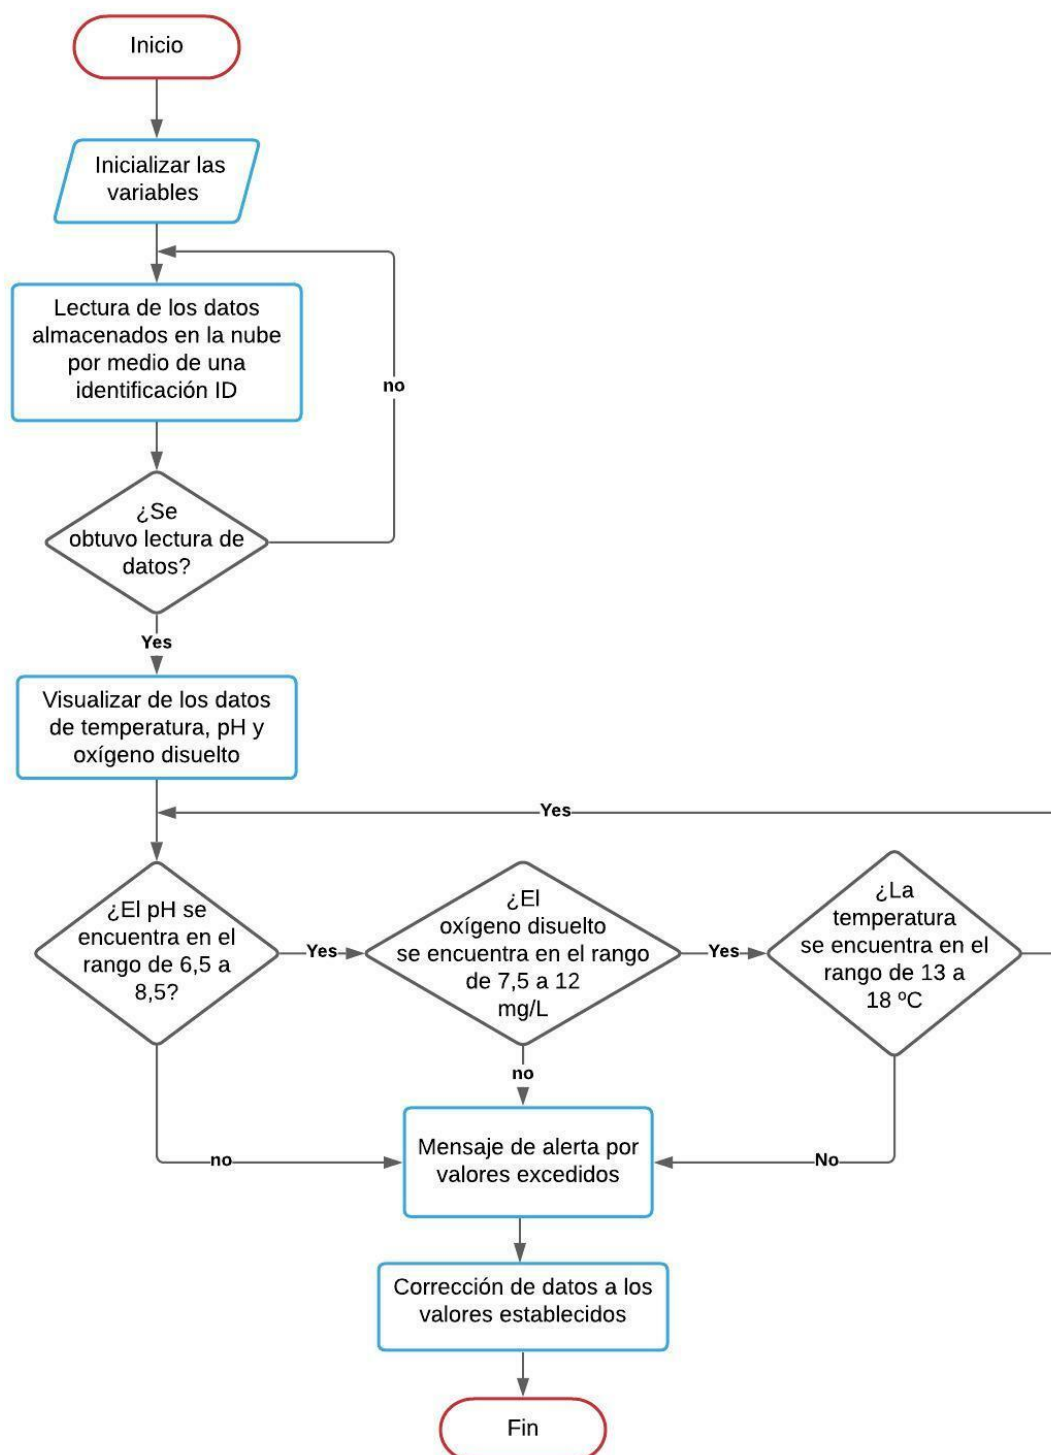 Inicio
Inicializar las
variables
Lectura de los datos
almacenados en la nube
por medio de una
identificación ID
no
¿Se
obtuvo lectura de
datos?
Yes
Visualizar de los datos
de temperatura, pH y
oxígeno disuelto
Yes
¿El pH se
encuentra en el
rango de 6,5 a
8,5?
Yes
¿El
oxígeno disuelto
se encuentra en el rango
de 7,5 a 12
mg/L
Yes
¿La
temperatura
se encuentra en el
rango de 13 a
18 ºC
no
no
No
Mensaje de alerta por
valores excedidos
Corrección de datos a los
valores establecidos
Fin